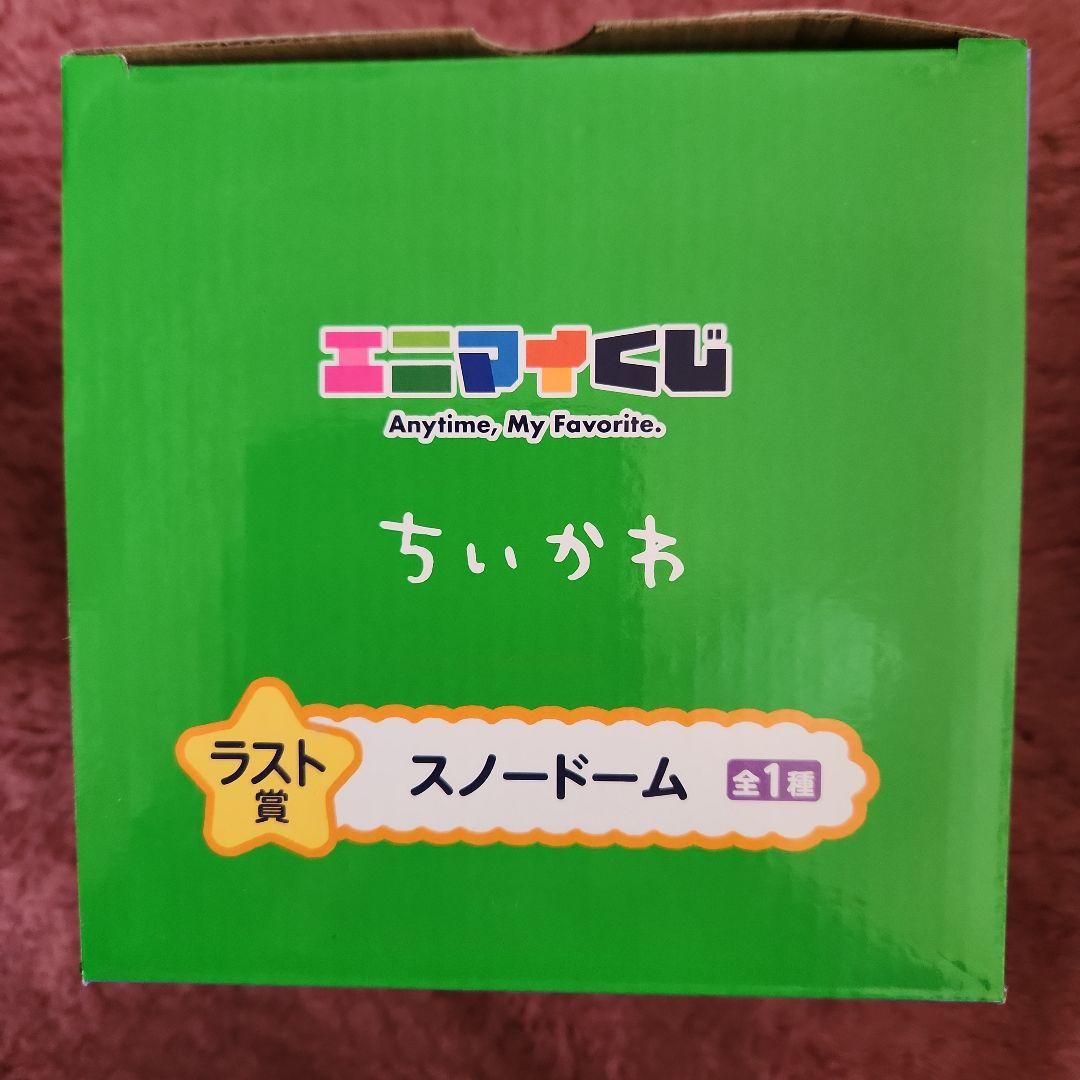 エニマイくじ
Anytime, My Favorite.
ちいかわ
ラスト賞
スノードーム 全1種